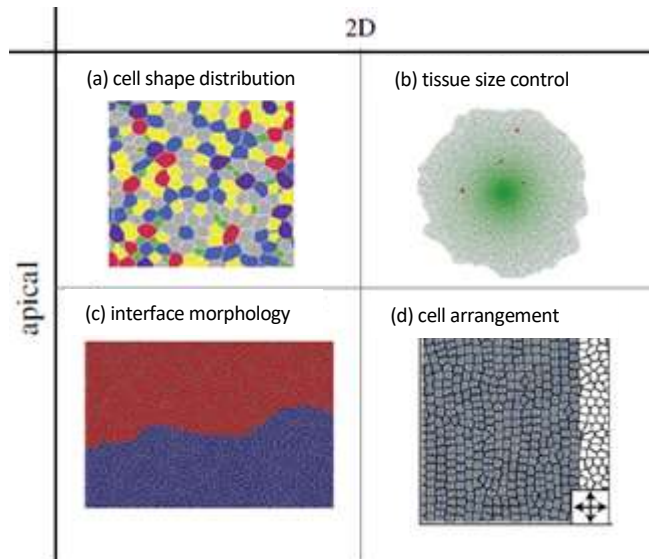 2D
(a) cell shape distribution
(b) tissue size control
apical
(c) interface morphology
(d) cell arrangement